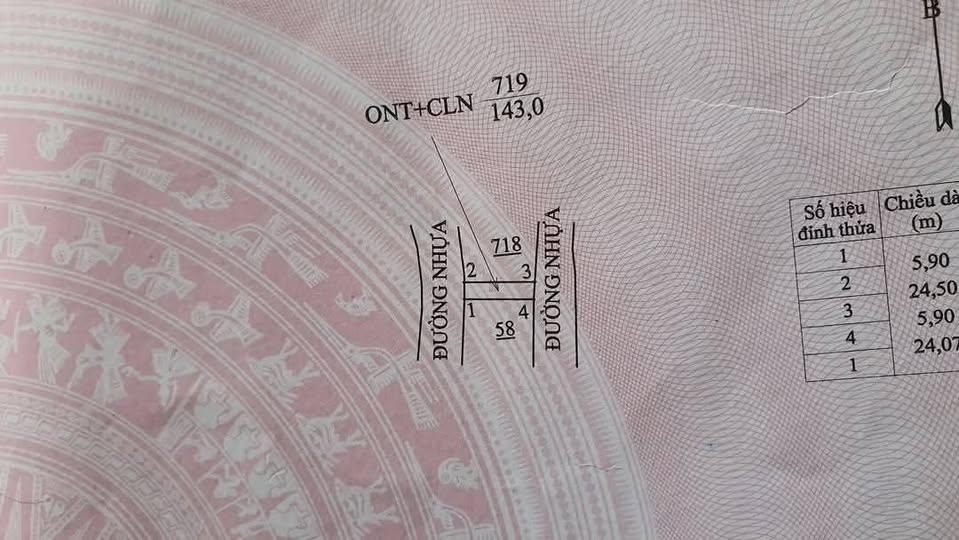 B
719
ONT+CLN
143,0
ĐƯỜNG NHỰA
718
2 3
1 4
58
ĐƯỜNG NHỰA
Số hiệu đỉnh thửa
Chiều dà
(m)
1
5,90
2
24,50
3
5,90
4
24,07
1